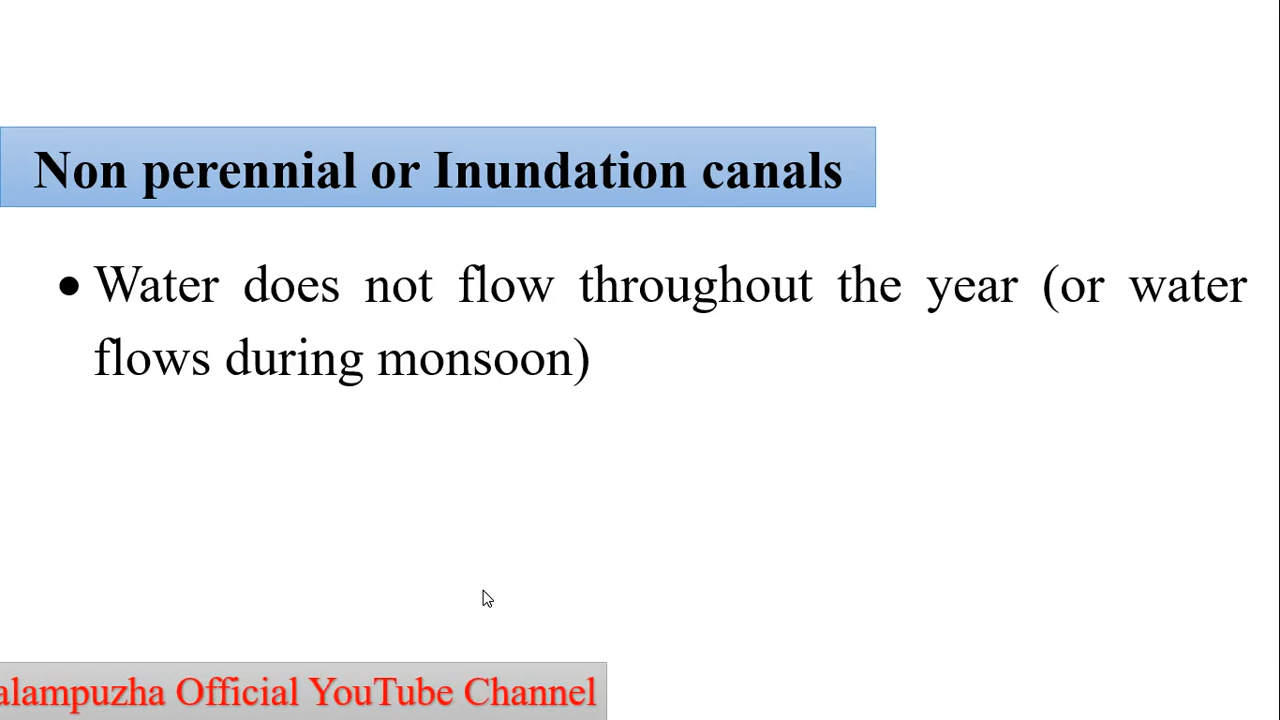 Non perennial or Inundation canals
• Water does not flow throughout the year (or water
flows during monsoon)
alampuzha Official YouTube Channel